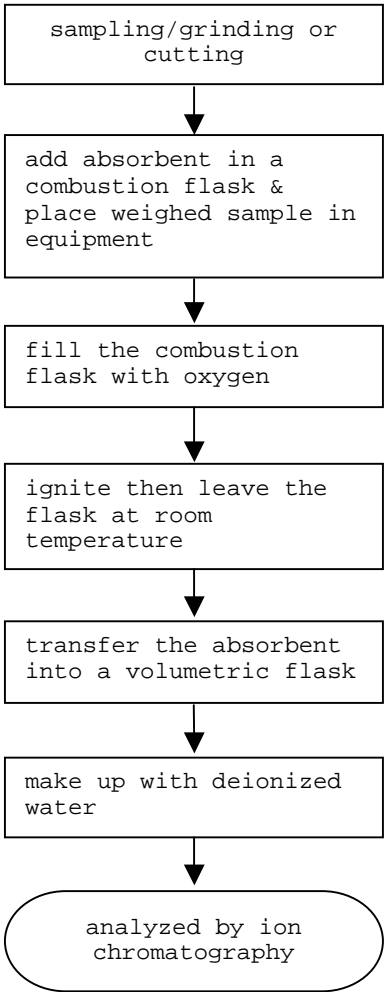 sampling/grinding or
cutting
add absorbent in a
combustion flask &
place weighed sample in
equipment
fill the combustion
flask with oxygen
ignite then leave the
flask at room
temperature
transfer the absorbent
into a volumetric flask
make up with deionized
water
analyzed by ion
chromatography